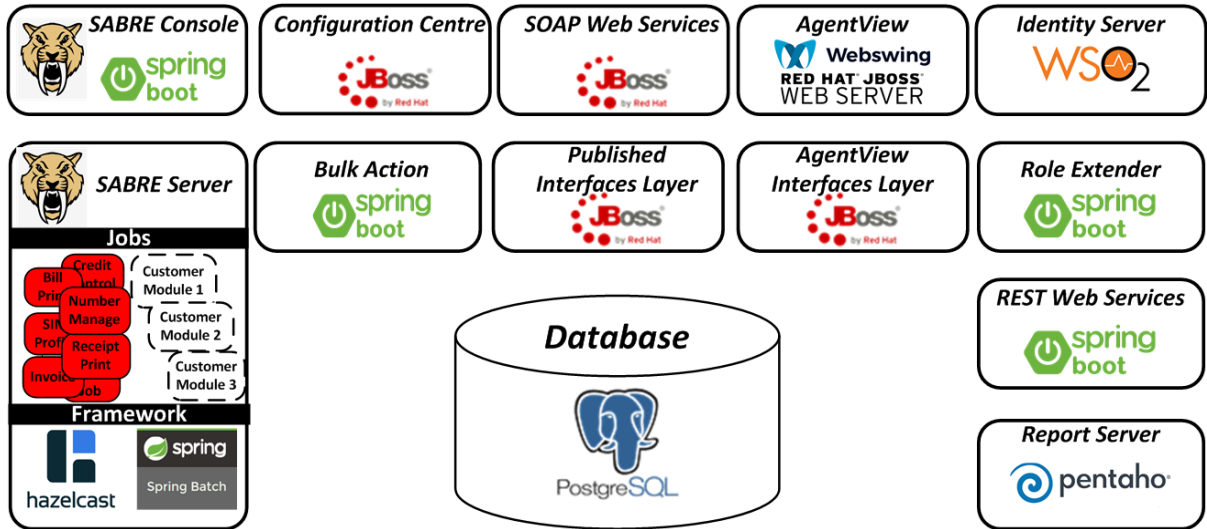 SABRE Console
spring
boot
Configuration Centre
JBoss
by Red Hat
SOAP Web Services
JBoss
by Red Hat
AgentView
Webswing
RED HAT® JBOSS®
WEB SERVER
Identity Server
WSO2
SABRE Server
Bulk Action
spring
boot
Published
Interfaces Layer
JBoss
by Red Hat
AgentView
Interfaces Layer
JBoss
by Red Hat
Role Extender
spring
boot
Jobs
Credit
Bill
Number
Manage
Receipt
Print
Invoice
Job
Customer
Module 1
Customer
Module 2
Customer
Module 3
Framework
hazelcast
spring
Spring Batch
Database
PostgreSQL
REST Web Services
spring
boot
Report Server
pentaho